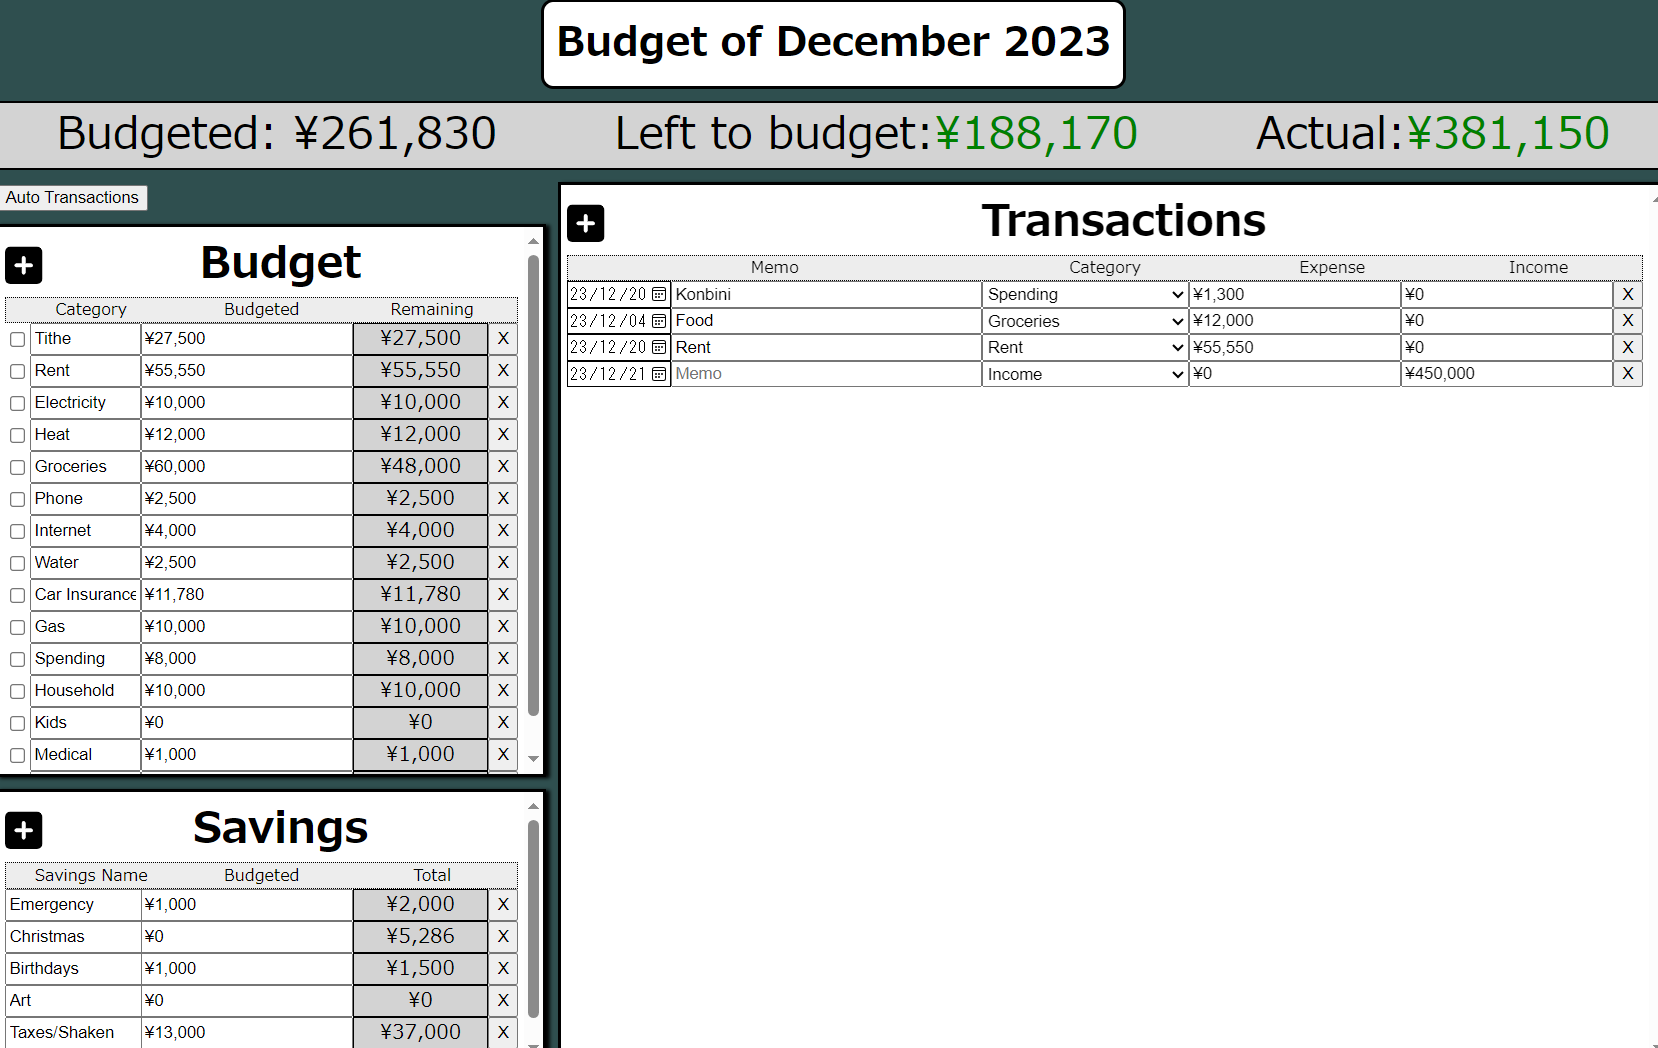 Budget of December 2023
Budgeted: ¥261,830 Left to budget:¥188,170 Actual:¥381,150
Auto Transactions
Budget
Category Budgeted Remaining
Tithe ¥27,500 ¥27,500 X
Rent ¥55,550 ¥55,550 X
Electricity ¥10,000 ¥10,000 X
Heat ¥12,000 ¥12,000 X
Groceries ¥60,000 ¥48,000 X
Phone ¥2,500 ¥2,500 X
Internet ¥4,000 ¥4,000 X
Water ¥2,500 ¥2,500 X
Car Insurance ¥11,780 ¥11,780 X
Gas ¥10,000 ¥10,000 X
Spending ¥8,000 ¥8,000 X
Household ¥10,000 ¥10,000 X
Kids ¥0 ¥0 X
Medical ¥1,000 ¥1,000 X
Savings
Savings Name Budgeted Total
Emergency ¥1,000 ¥2,000 X
Christmas ¥0 ¥5,286 X
Birthdays ¥1,000 ¥1,500 X
Art ¥0 ¥0 X
Taxes/Shaken ¥13,000 ¥37,000 X
Transactions
Memo Category Expense Income
23/12/20 Konbini Spending ¥1,300 ¥0 X
23/12/04 Food Groceries ¥12,000 ¥0 X
23/12/20 Rent Rent ¥55,550 ¥0 X
23/12/21 Memo Income ¥0 ¥450,000 X